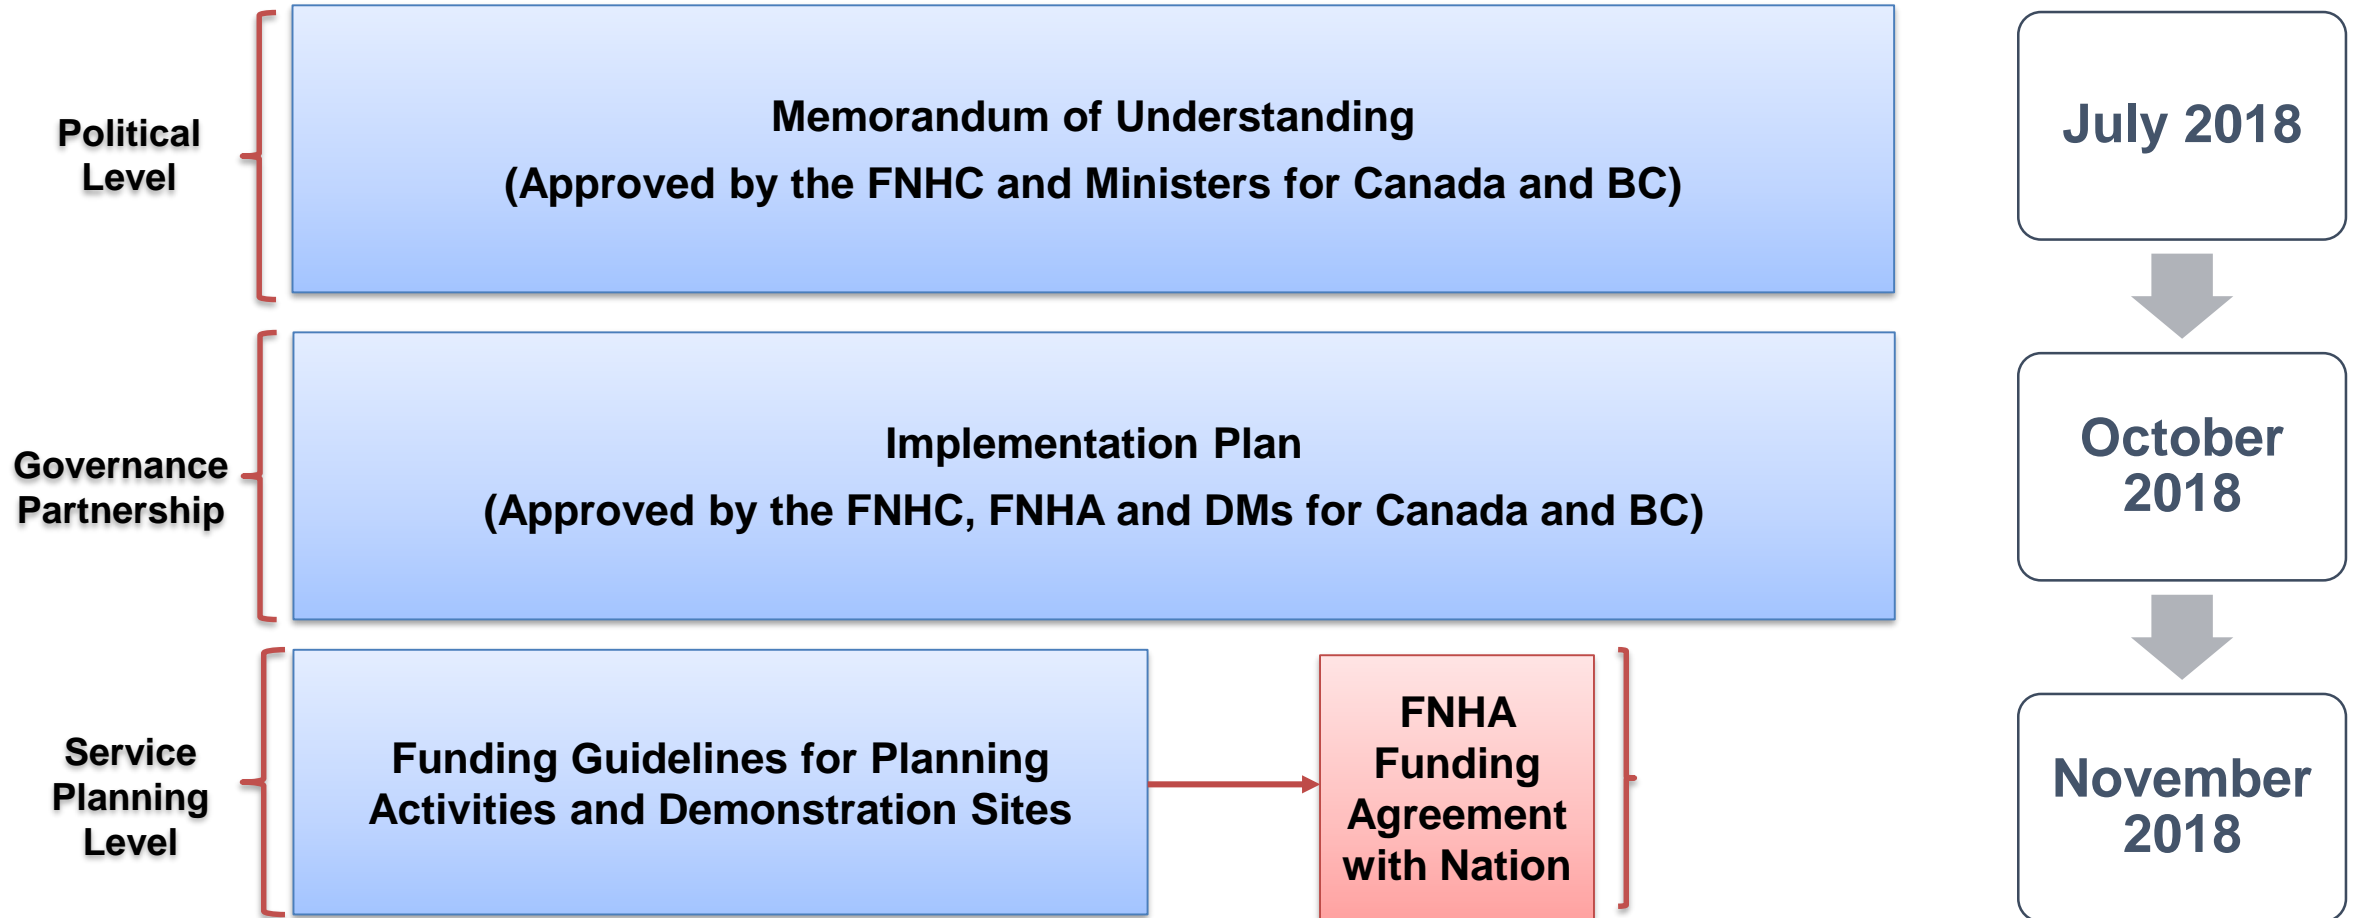 Political
Level
Memorandum of Understanding
(Approved by the FNHC and Ministers for Canada and BC)
July 2018
Governance
Partnership
Implementation Plan
(Approved by the FNHC, FNHA and DMs for Canada and BC)
October
2018
Service
Planning
Level
Funding Guidelines for Planning
Activities and Demonstration Sites
FNHA
Funding
Agreement
with Nation
November
2018